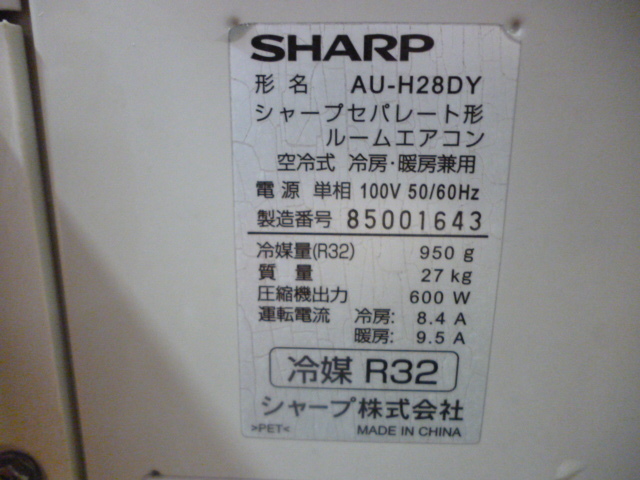 SHARP
形名 AU-H28DY
シャープセパレート形
ルームエアコン
空冷式 冷房・暖房兼用
電源 単相 100V 50/60Hz
製造番号 85001643
冷媒量(R32) 950 g
質量 27 kg
圧縮機出力 600 W
運転電流 冷房: 8.4 A
暖房: 9.5 A
冷媒 R32
シャープ株式会社
>PET< MADE IN CHINA